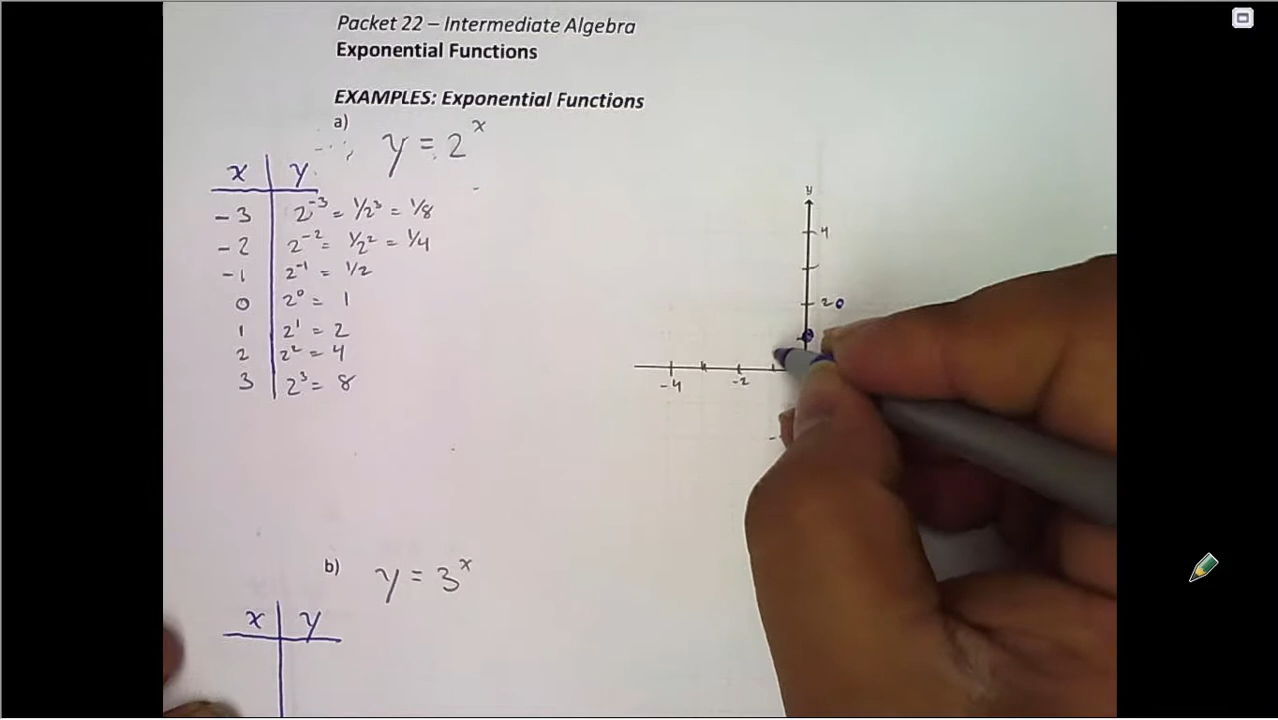 Packet 22 – Intermediate Algebra
Exponential Functions
EXAMPLES: Exponential Functions
a) y = 2^x
x y
-3 2^-3 = 1/2^3 = 1/8
-2 2^-2 = 1/2^2 = 1/4
-1 2^-1 = 1/2
0 2^0 = 1
1 2^1 = 2
2 2^2 = 4
3 2^3 = 8
y
4
2
-4 -2
b) y = 3^x
x y